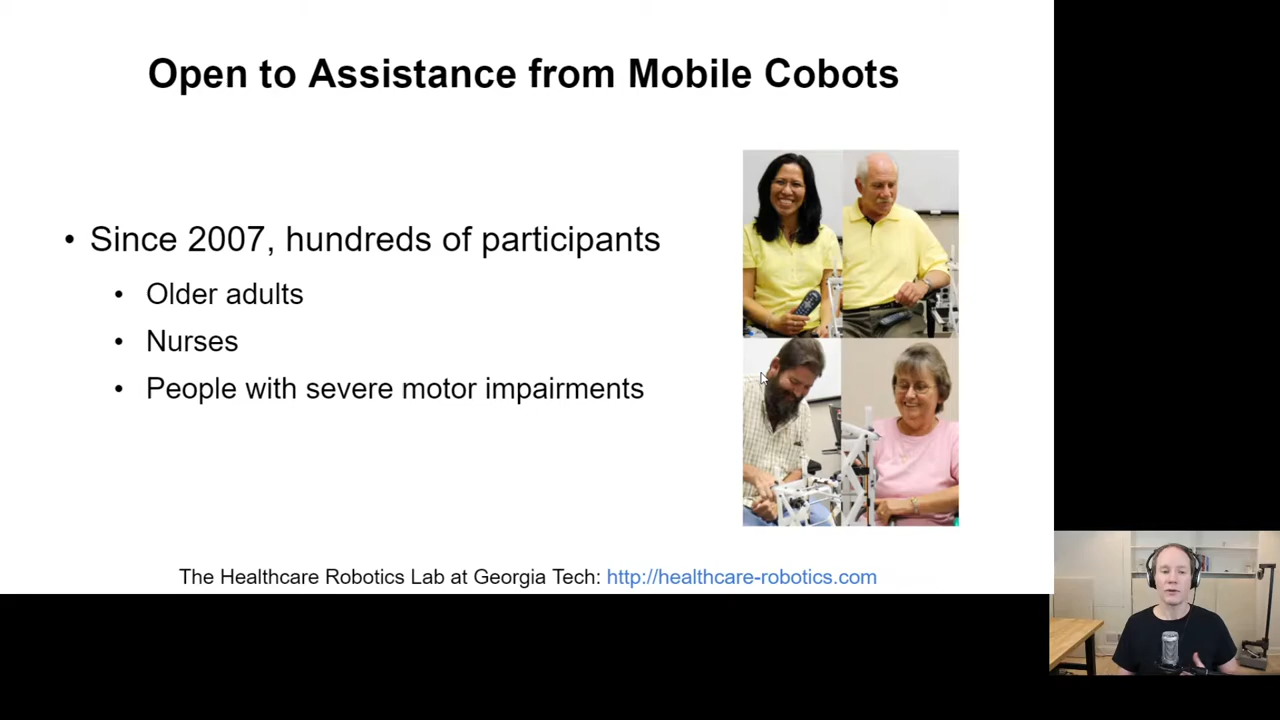 Open to Assistance from Mobile Cobots
• Since 2007, hundreds of participants
• Older adults
• Nurses
• People with severe motor impairments
The Healthcare Robotics Lab at Georgia Tech: http://healthcare-robotics.com